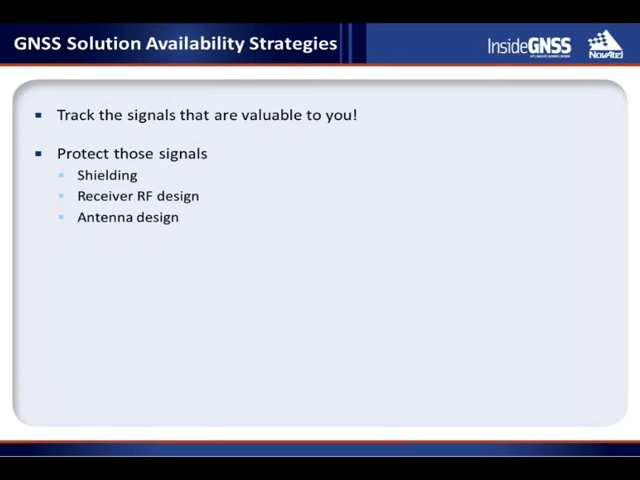 GNSS Solution Availability Strategies
InsideGNSS
NovAtel
Track the signals that are valuable to you!
Protect those signals
Shielding
Receiver RF design
Antenna design